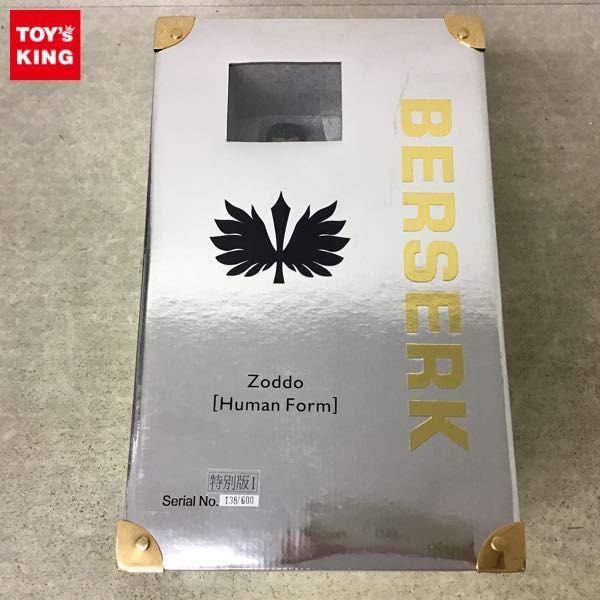 TOY's
KING
BERSERK
Zoddo
[Human Form]
特別版I
Serial No. 138/600